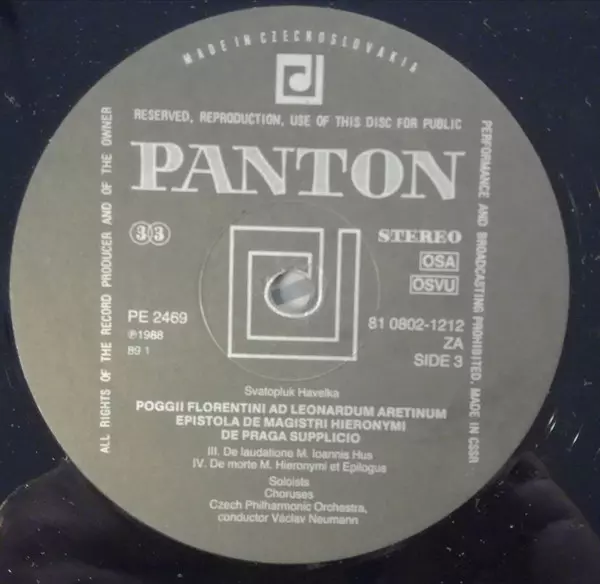 MADE IN CZECHOSLOVAKIA
RESERVED, REPRODUCTION, USE OF THIS DISC FOR PUBLIC
ALL RIGHTS OF THE RECORD PRODUCER AND OF THE OWNER
PERFORMANCE AND BROADCASTING PROHIBITED. MADE IN CSSR
PANTON
33
STEREO
OSA
OSVU
PE 2469
℗1988
89 1
81 0802-1212
ZA
SIDE 3
Svatopluk Havelka
POGGII FLORENTINI AD LEONARDUM ARETINUM
EPISTOLA DE MAGISTRI HIERONYMI
DE PRAGA SUPPLICIO
III. De laudatione M. Ioannis Hus
IV. De morte M. Hieronymi et Epilogus
Soloists
Choruses
Czech Philharmonic Orchestra,
conductor Václav Neumann